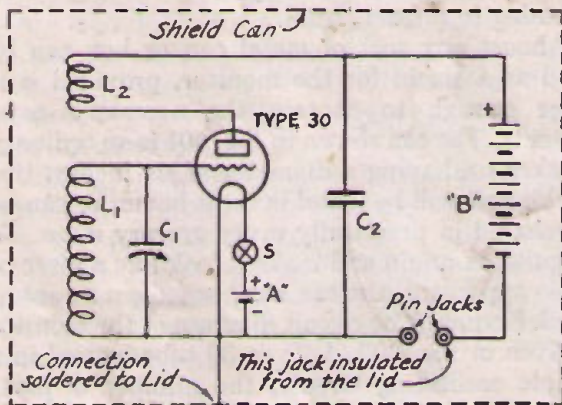 Shield Can
L2
TYPE 30
+
L1
C1
C2
"B"
S
+
"A"
-
-
Pin Jacks
Connection
soldered to Lid
This jack insulated
from the lid